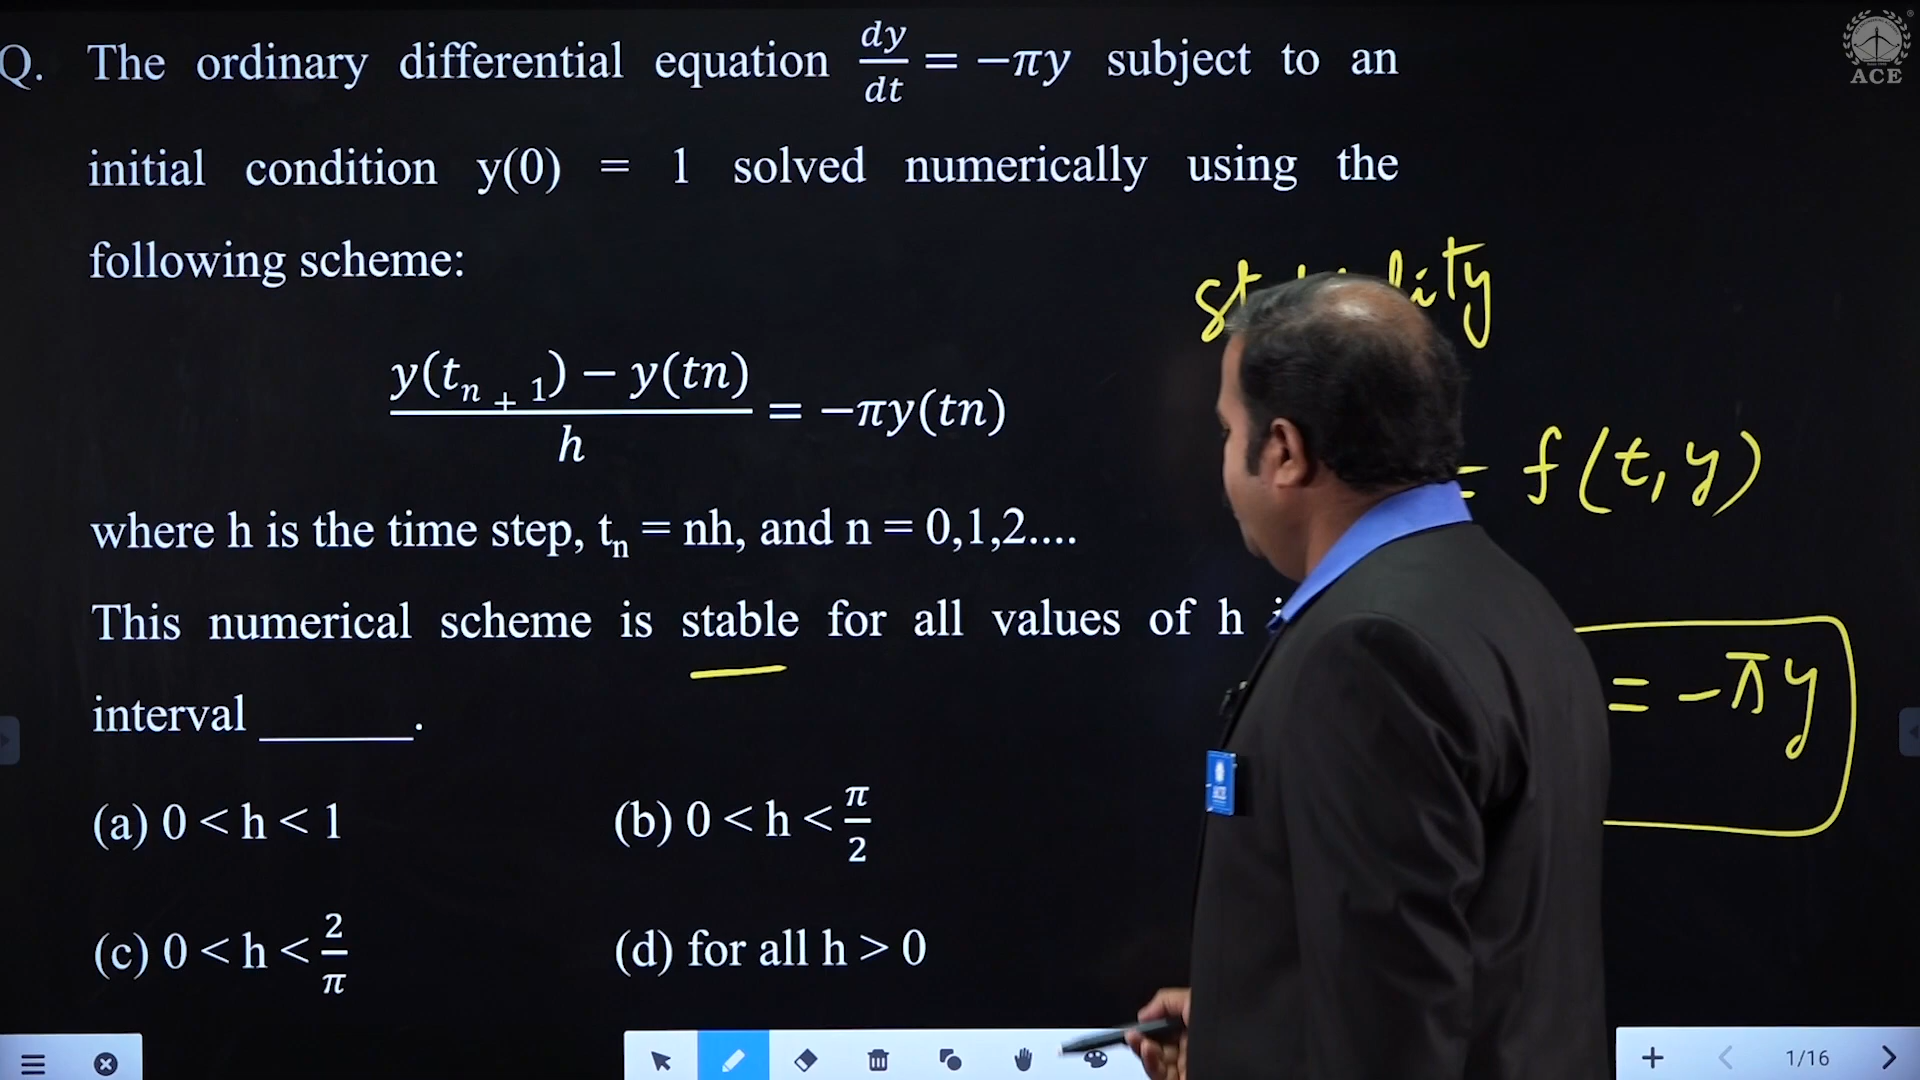 Q. The ordinary differential equation dy/dt = −πy subject to an
initial condition y(0) = 1 solved numerically using the
following scheme:
(y(tₙ ₊ ₁) − y(tn))/h = −πy(tn)
where h is the time step, tₙ = nh, and n = 0,1,2....
This numerical scheme is stable for all values of h
interval ______.
(a) 0 < h < 1
(b) 0 < h < π/2
(c) 0 < h < 2/π
(d) for all h > 0
= f(t, y)
= −πy
ACE
ACE
1/16